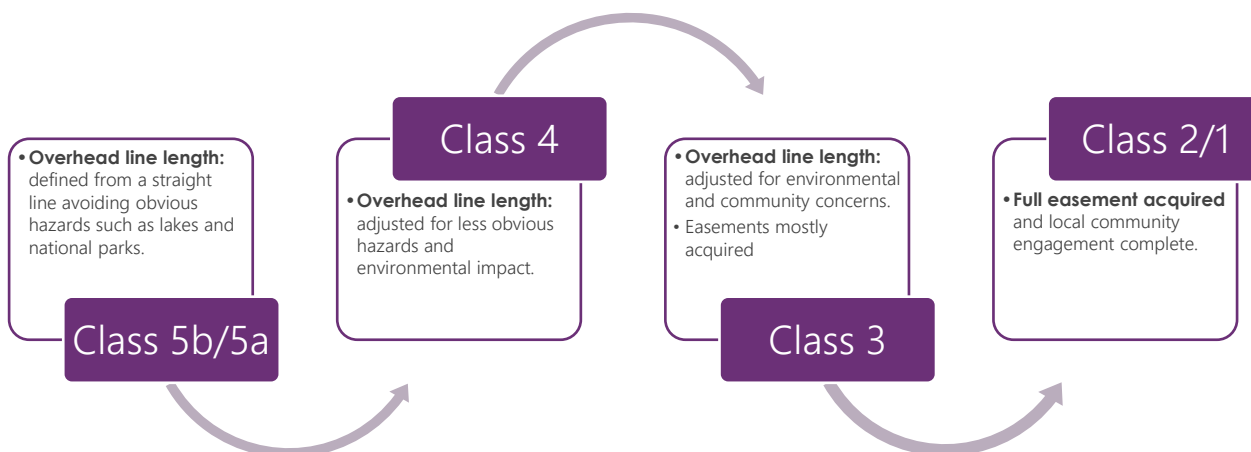 • Overhead line length:
defined from a straight
line avoiding obvious
hazards such as lakes and
national parks.
Class 5b/5a
Class 4
• Overhead line length:
adjusted for less obvious
hazards and
environmental impact.
• Overhead line length:
adjusted for environmental
and community concerns.
• Easements mostly
acquired
Class 3
Class 2/1
• Full easement acquired
and local community
engagement complete.